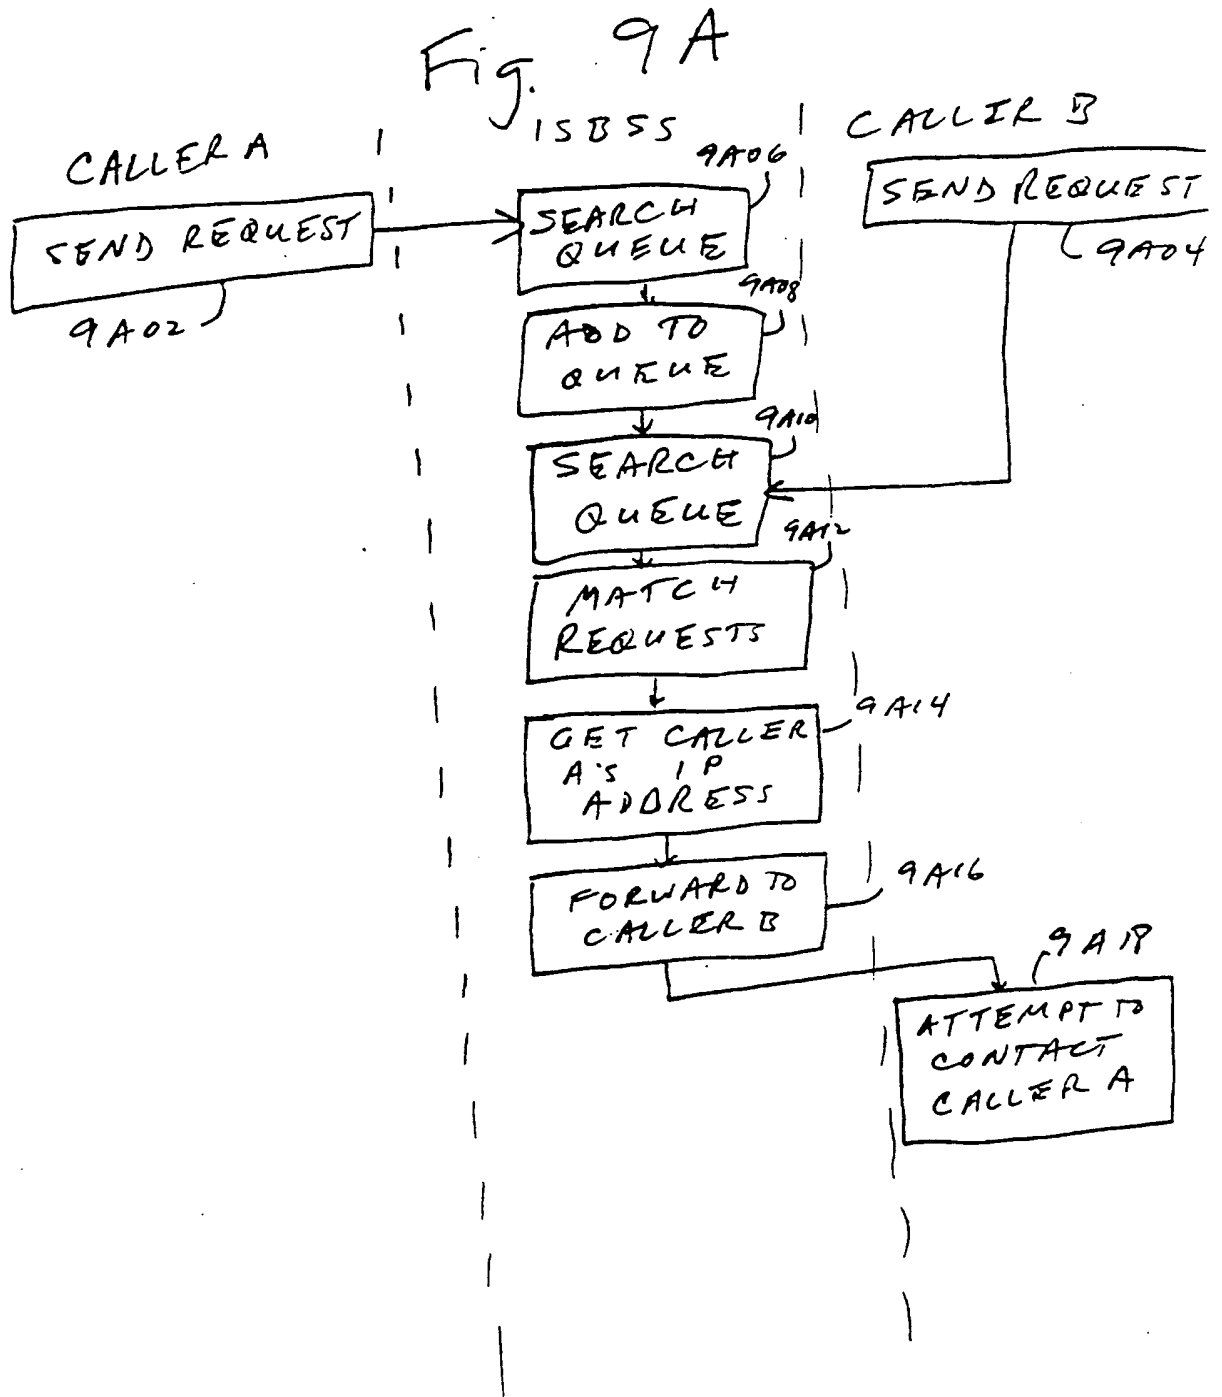 Fig. 9A
ISBSS
CALLER A
CALLER B
SEND REQUEST
9A02
SEND REQUEST
9A04
9A06
SEARCH
QUEUE
9A08
ADD TO
QUEUE
9A10
SEARCH
QUEUE
9A12
MATCH
REQUESTS
9A14
GET CALLER
A's IP
ADDRESS
9A16
FORWARD TO
CALLER B
9A18
ATTEMPT TO
CONTACT
CALLER A